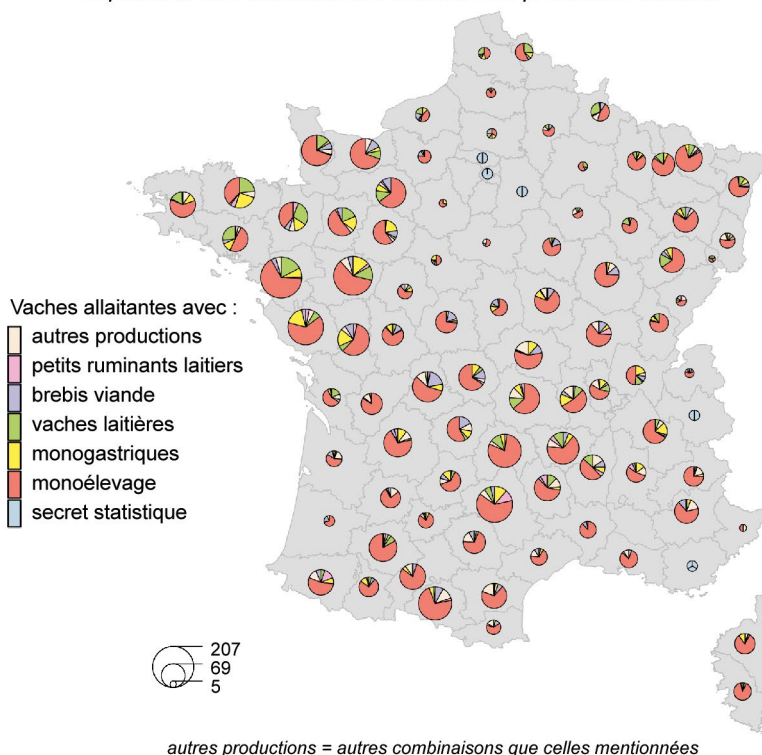 Vaches allaitantes avec :
autres productions
petits ruminants laitiers
brebis viande
vaches laitières
monogastriques
monoélevage
secret statistique
207
69
5
autres productions = autres combinaisons que celles mentionnées